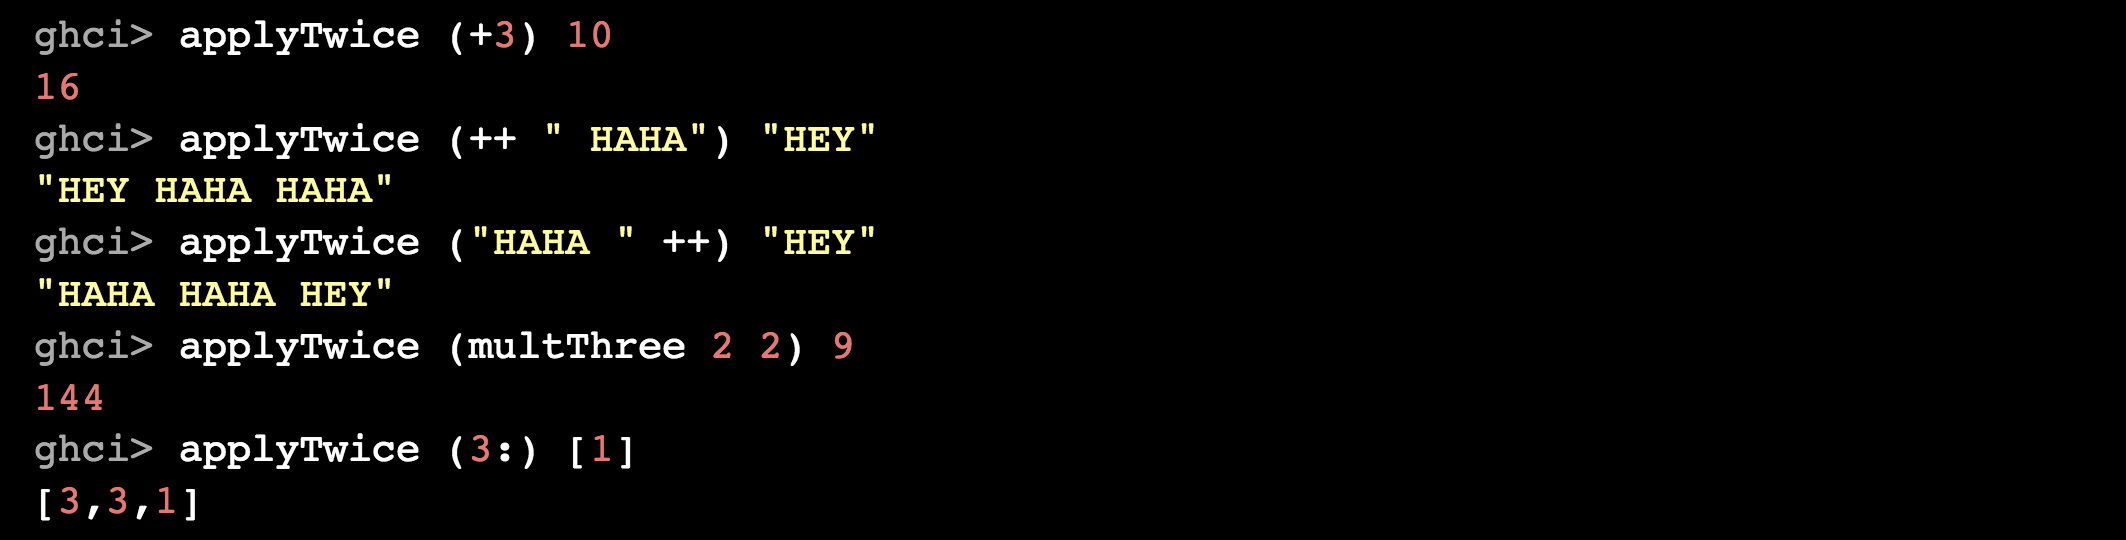 ghci> applyTwice (+3) 10
16
ghci> applyTwice (++ " HAHA") "HEY"
"HEY HAHA HAHA"
ghci> applyTwice ("HAHA " ++) "HEY"
"HAHA HAHA HEY"
ghci> applyTwice (multThree 2 2) 9
144
ghci> applyTwice (3:) [1]
[3,3,1]